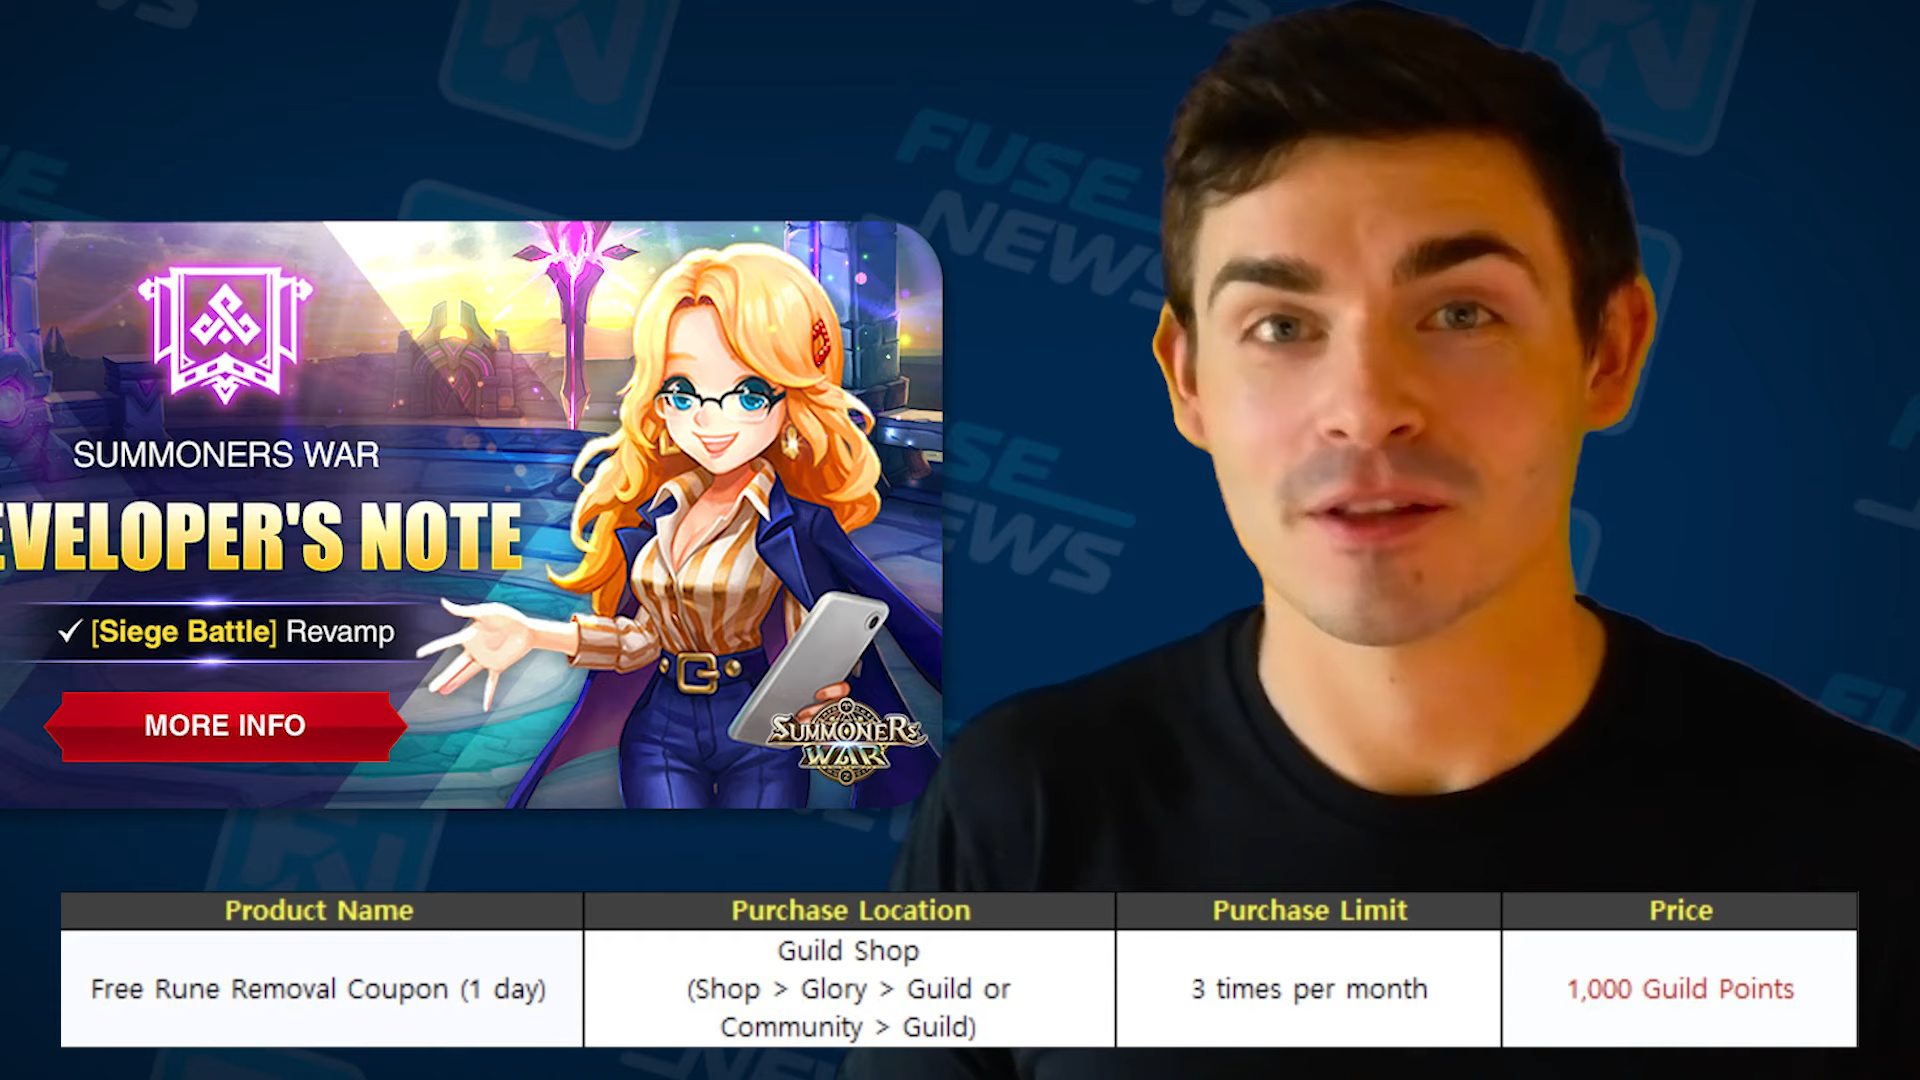 FUSE
NEWS
SUMMONERS WAR
EVELOPER'S NOTE
✓ [Siege Battle] Revamp
MORE INFO
SUMMONERS
WAR
Product Name
Purchase Location
Purchase Limit
Price
Free Rune Removal Coupon (1 day)
Guild Shop
(Shop > Glory > Guild or
Community > Guild)
3 times per month
1,000 Guild Points